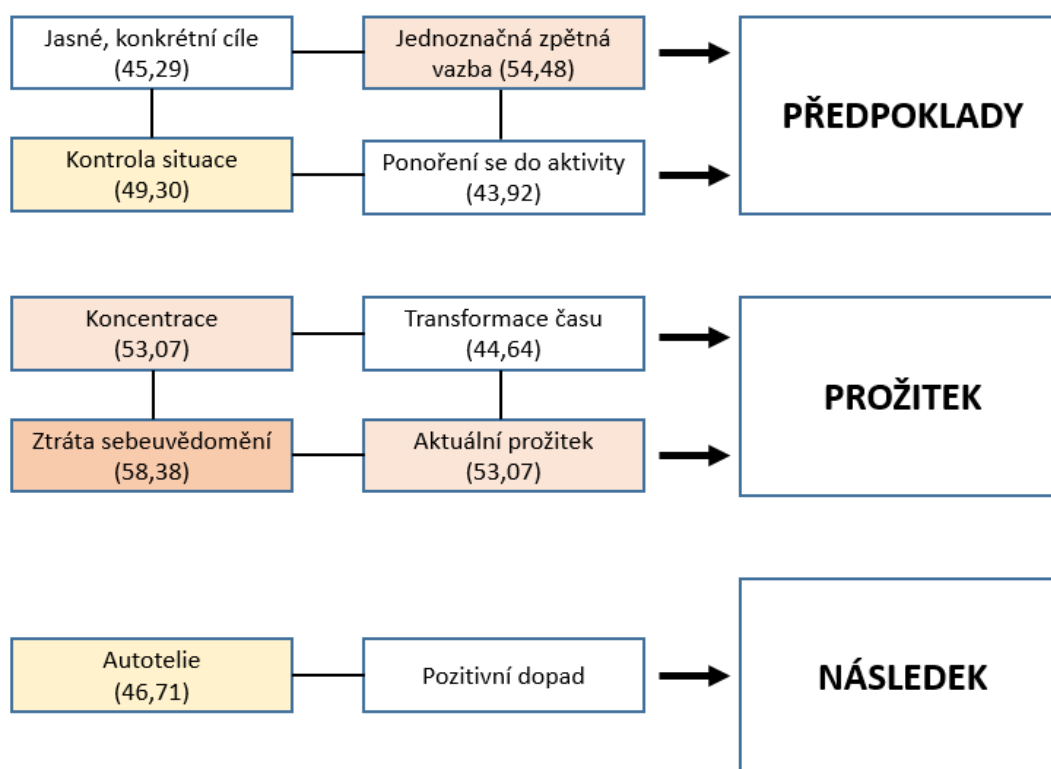 Jasné, konkrétní cíle
(45,29)
Jednoznačná zpětná
vazba (54,48)
PŘEDPOKLADY
Kontrola situace
(49,30)
Ponoření se do aktivity
(43,92)
Koncentrace
(53,07)
Transformace času
(44,64)
PROŽITEK
Ztráta sebeuvědomění
(58,38)
Aktuální prožitek
(53,07)
Autotelie
(46,71)
Pozitivní dopad
NÁSLEDEK